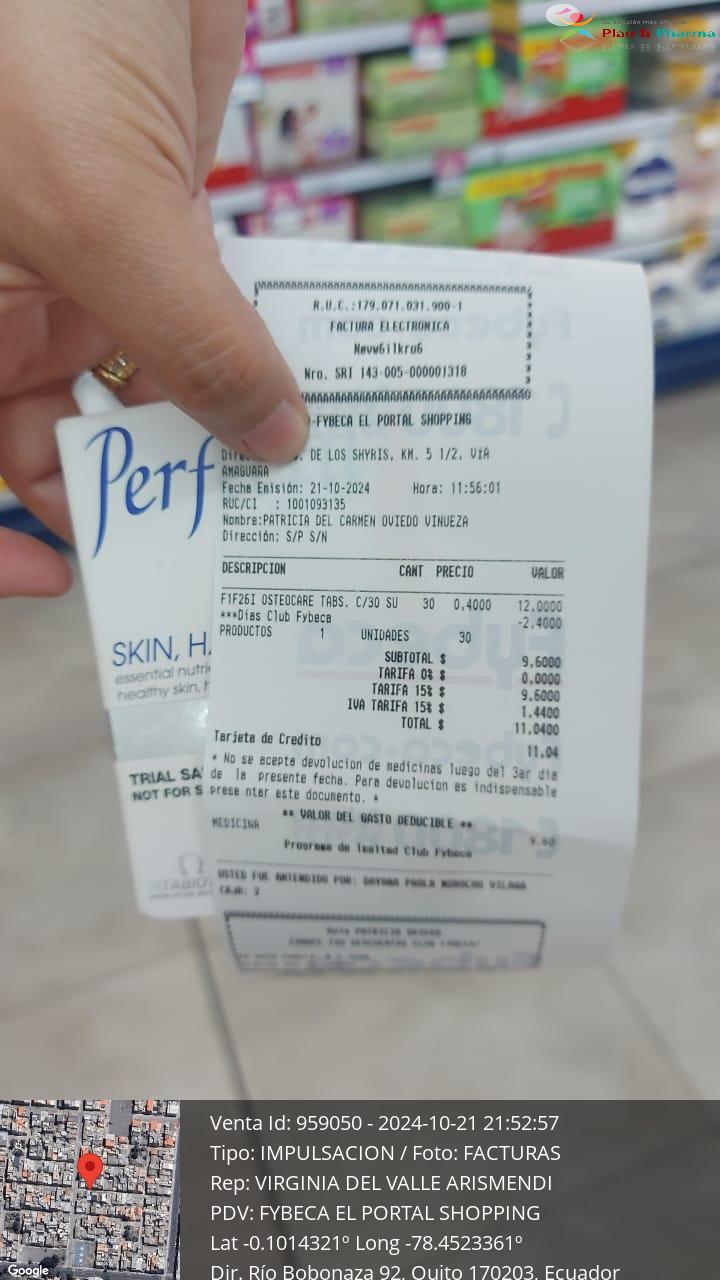 Plan B Pharma
R.U.C.:179.071.031.900-1
FACTURA ELECTRONICA
Nro. SRI 143-005-000001318
-FYBECA EL PORTAL SHOPPING
DE LOS SHYRIS, KM. 5 1/2, VíA
AMAGUAÑA
Fecha Emisión: 21-10-2024 Hora: 11:56:01
RUC/CI : 1001093135
Nombre:PATRICIA DEL CARMEN OVIEDO VINUEZA
Dirección: S/P S/N
DESCRIPCION CANT PRECIO VALOR
F1F26I OSTEOCARE TABS. C/30 SU 30 0,4000 12,0000
***Dias Club Fybeca -2,4000
PRODUCTOS 1 UNIDADES 30
SUBTOTAL $ 9,6000
TARIFA 0% $ 0,0000
TARIFA 15% $ 9,6000
IVA TARIFA 15% $ 1,4400
TOTAL $ 11,0400
Tarjeta de Credito 11.04
* No se acepta devolucion de medicinas luego del 3er dia
de la presente fecha. Para devolucion es indispensable
prese ntar este documento. *
** VALOR DEL GASTO DEDUCIBLE **
MEDICINA 9.60
Programa de lealtad Club Fybeca
USTED FUE ANTENDIDO POR: DAYANA PAOLA MOROCHO VILAÑA
CAJA: 2
Perf
SKIN, H
essential nutri
healthy skin, h
TRIAL SA
NOT FOR S
Venta Id: 959050 - 2024-10-21 21:52:57
Tipo: IMPULSACION / Foto: FACTURAS
Rep: VIRGINIA DEL VALLE ARISMENDI
PDV: FYBECA EL PORTAL SHOPPING
Lat -0.1014321º Long -78.4523361º
Dir. Río Bobonaza 92, Quito 170203, Ecuador
Google